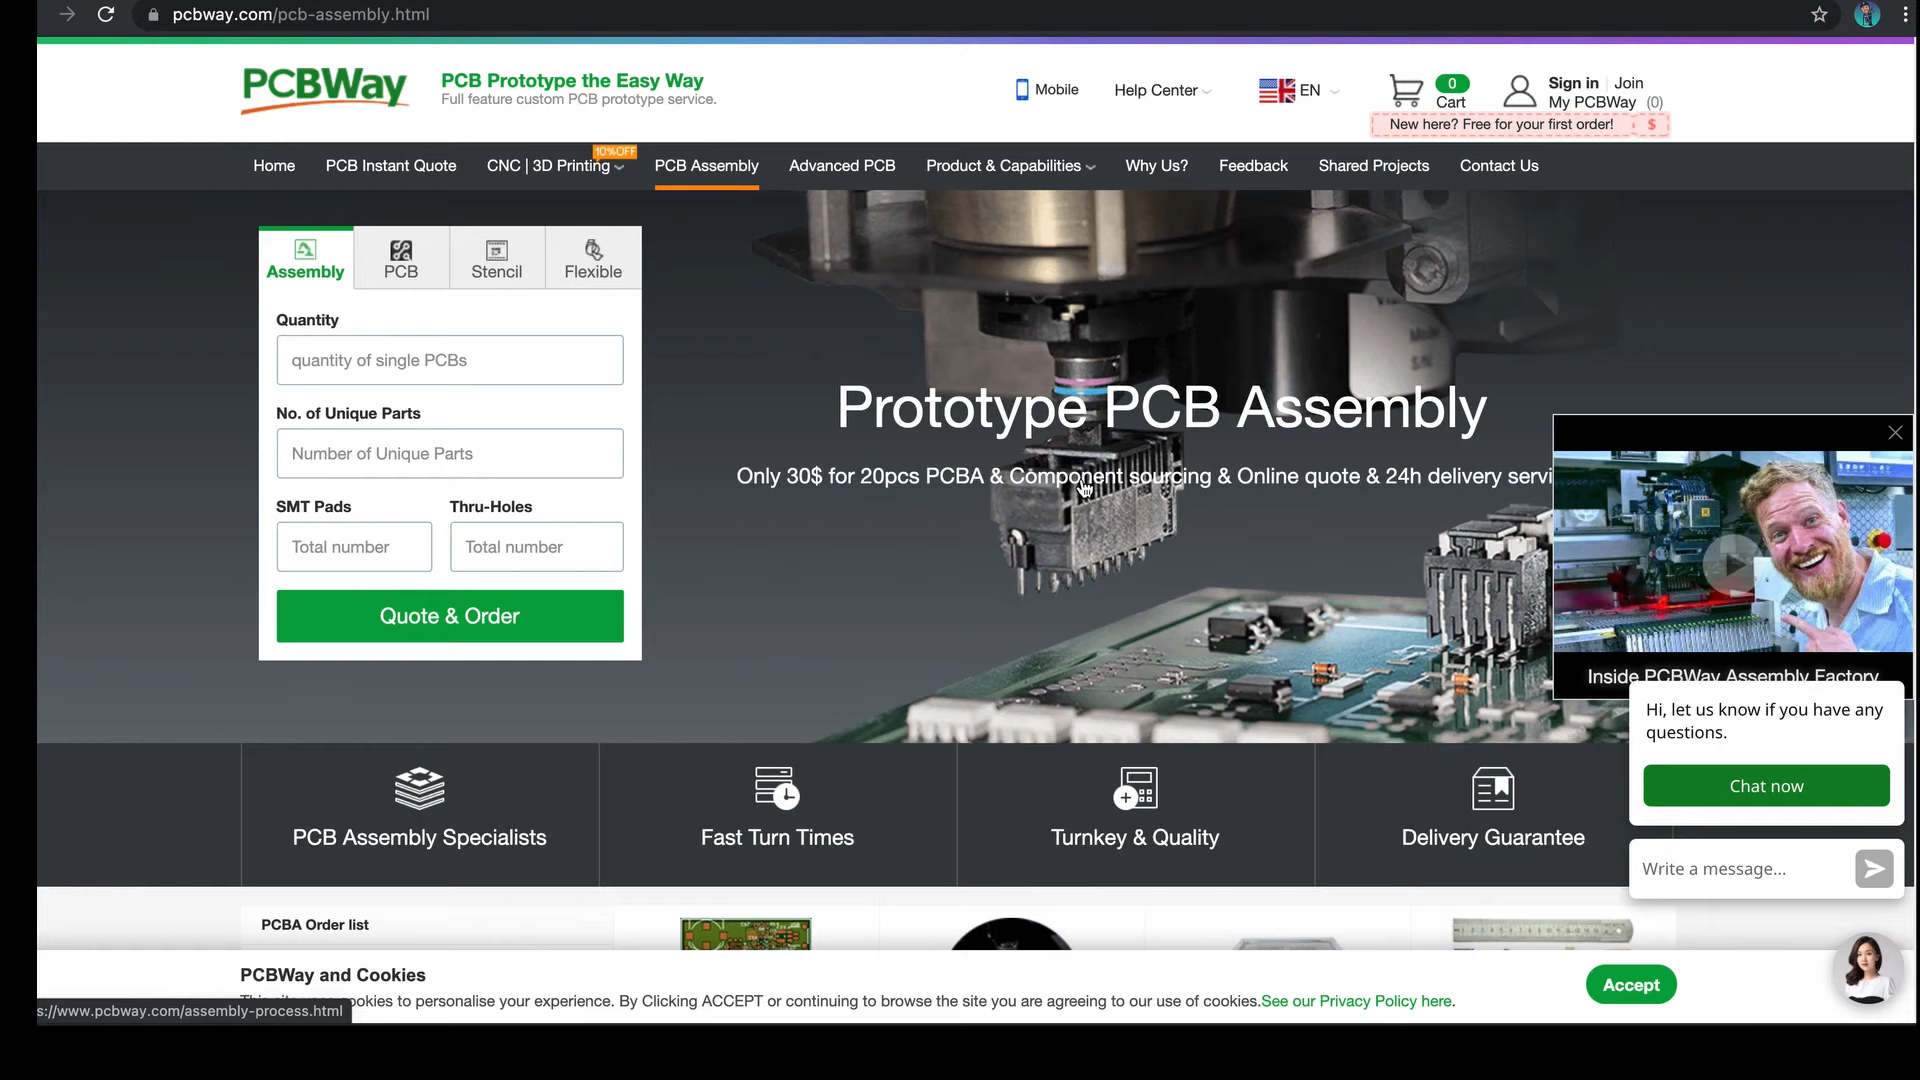 pcbway.com/pcb-assembly.html
PCBWay
PCB Prototype the Easy Way
Full feature custom PCB prototype service.
Mobile
Help Center
EN
0
Cart
Sign in
Join
My PCBWay (0)
New here? Free for your first order! $
10%OFF
Home
PCB Instant Quote
CNC | 3D Printing
PCB Assembly
Advanced PCB
Product & Capabilities
Why Us?
Feedback
Shared Projects
Contact Us
Assembly
PCB
Stencil
Flexible
Quantity
quantity of single PCBs
No. of Unique Parts
Number of Unique Parts
SMT Pads
Thru-Holes
Total number
Total number
Quote & Order
Prototype PCB Assembly
Only 30$ for 20pcs PCBA & Component sourcing & Online quote & 24h delivery servi
Inside PCBWay Assembly Factory
Hi, let us know if you have any
questions.
Chat now
Write a message...
PCB Assembly Specialists
Fast Turn Times
Turnkey & Quality
Delivery Guarantee
PCBA Order list
PCBWay and Cookies
okies to personalise your experience. By Clicking ACCEPT or continuing to browse the site you are agreeing to our use of cookies.See our Privacy Policy here.
Accept
s://www.pcbway.com/assembly-process.html